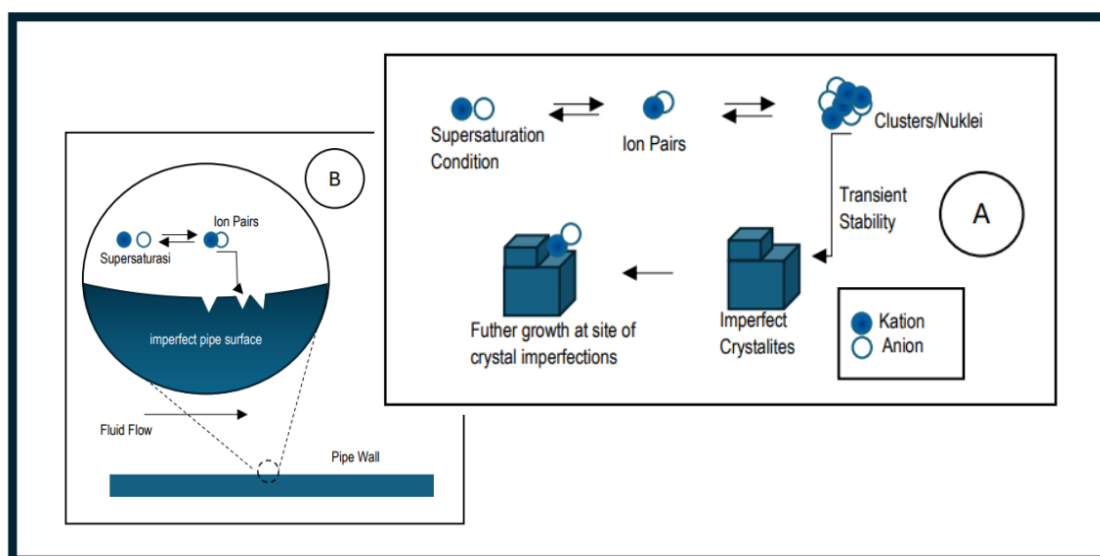 B
Ion Pairs
Supersaturasi
imperfect pipe surface
Fluid Flow
Pipe Wall
Supersaturation
Condition
Ion Pairs
Clusters/Nuklei
Transient
Stability
A
Futher growth at site of
crystal imperfections
Imperfect
Crystalites
Kation
Anion